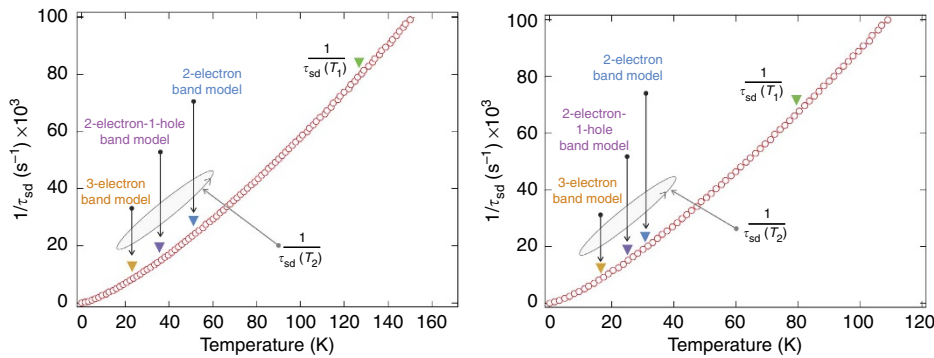 100
80
60
40
20
0
1/τsd (s–1) ×10³
0
20
40
60
80
100
120
140
160
Temperature (K)
1
τsd (T1)
2-electron
band model
2-electron-1-hole
band model
3-electron
band model
1
τsd (T2)
100
80
60
40
20
0
1/τsd (s–1) ×10³
0
20
40
60
80
100
120
Temperature (K)
1
τsd (T1)
2-electron
band model
2-electron-
1-hole
band model
3-electron
band model
1
τsd (T2)